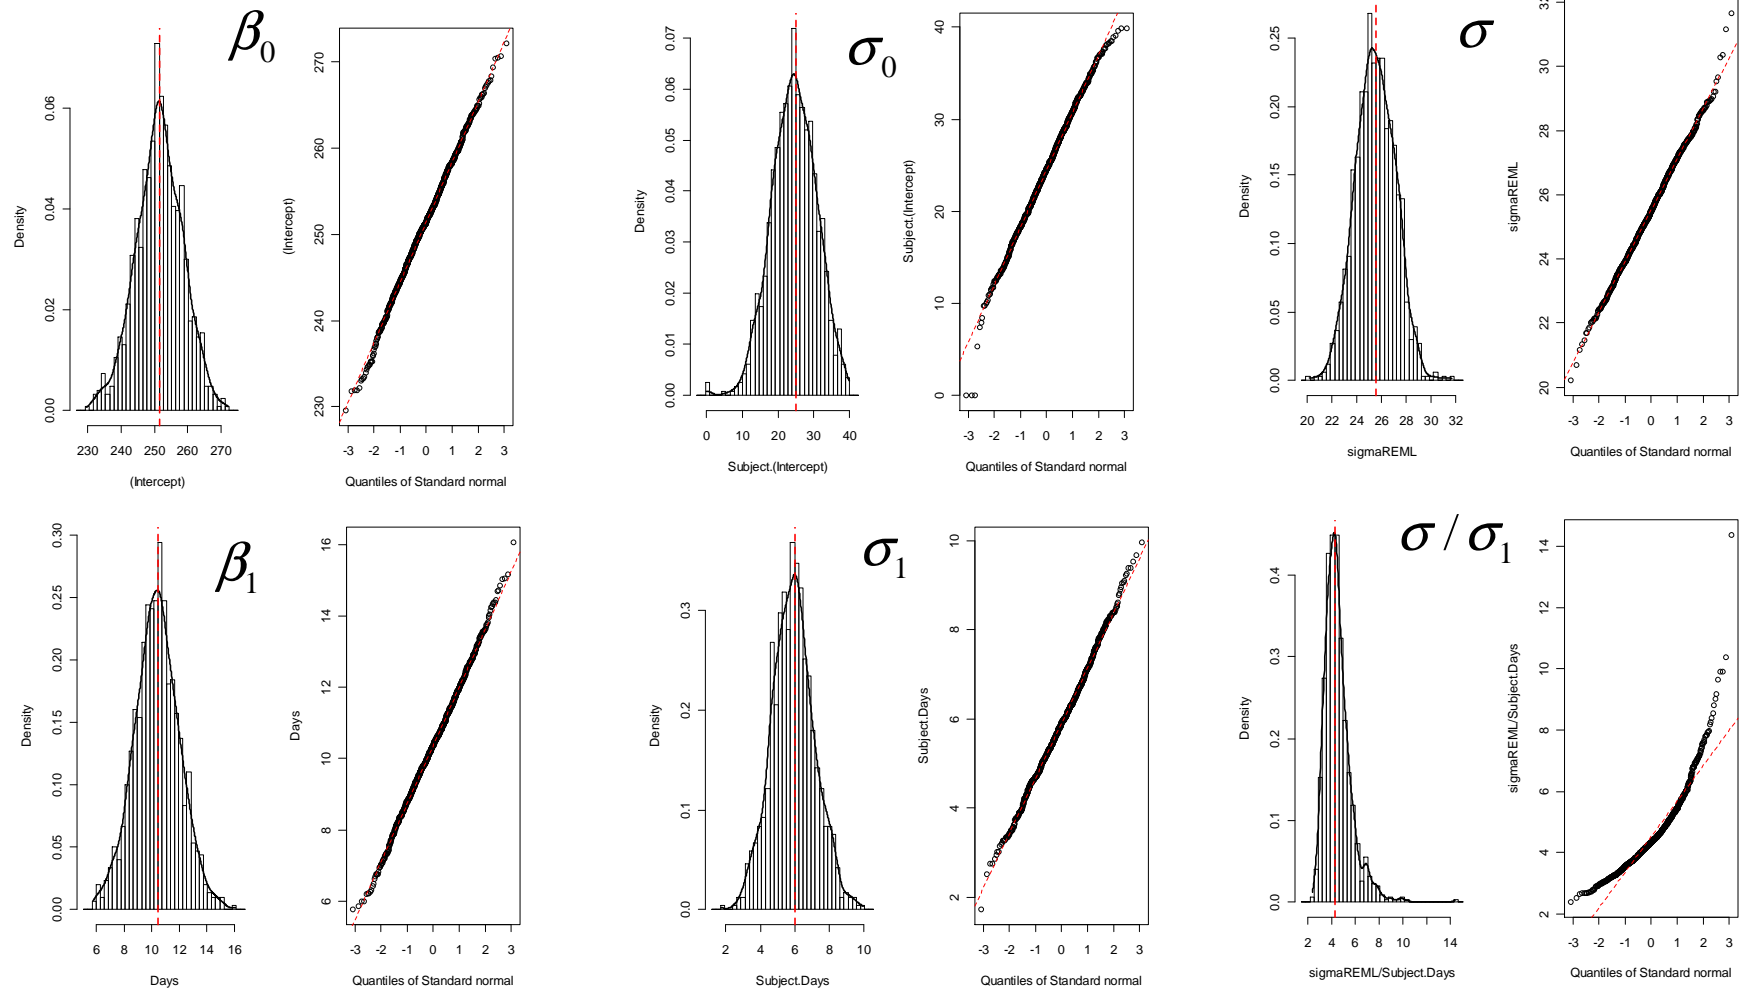 β0
Density
0.00
0.02
0.04
0.06
230 240 250 260 270
(Intercept)
(Intercept)
230
240
250
260
270
-3 -2 -1 0 1 2 3
Quantiles of Standard normal
σ0
Density
0.00
0.01
0.02
0.03
0.04
0.05
0.06
0.07
0 10 20 30 40
Subject.(Intercept)
Subject.(Intercept)
0
10
20
30
40
-3 -2 -1 0 1 2 3
Quantiles of Standard normal
σ
Density
0.00
0.05
0.10
0.15
0.20
0.25
20 22 24 26 28 30 32
sigmaREML
sigmaREML
20
22
24
26
28
30
32
-3 -2 -1 0 1 2 3
Quantiles of Standard normal
β1
Density
0.00
0.05
0.10
0.15
0.20
0.25
0.30
6 8 10 12 14 16
Days
Days
6
8
10
12
14
16
-3 -2 -1 0 1 2 3
Quantiles of Standard normal
σ1
Density
0.0
0.1
0.2
0.3
2 4 6 8 10
Subject.Days
Subject.Days
2
4
6
8
10
-3 -2 -1 0 1 2 3
Quantiles of Standard normal
σ / σ1
Density
0.0
0.1
0.2
0.3
0.4
2 4 6 8 10 14
sigmaREML/Subject.Days
sigmaREML/Subject.Days
2
4
6
8
10
12
14
-3 -2 -1 0 1 2 3
Quantiles of Standard normal